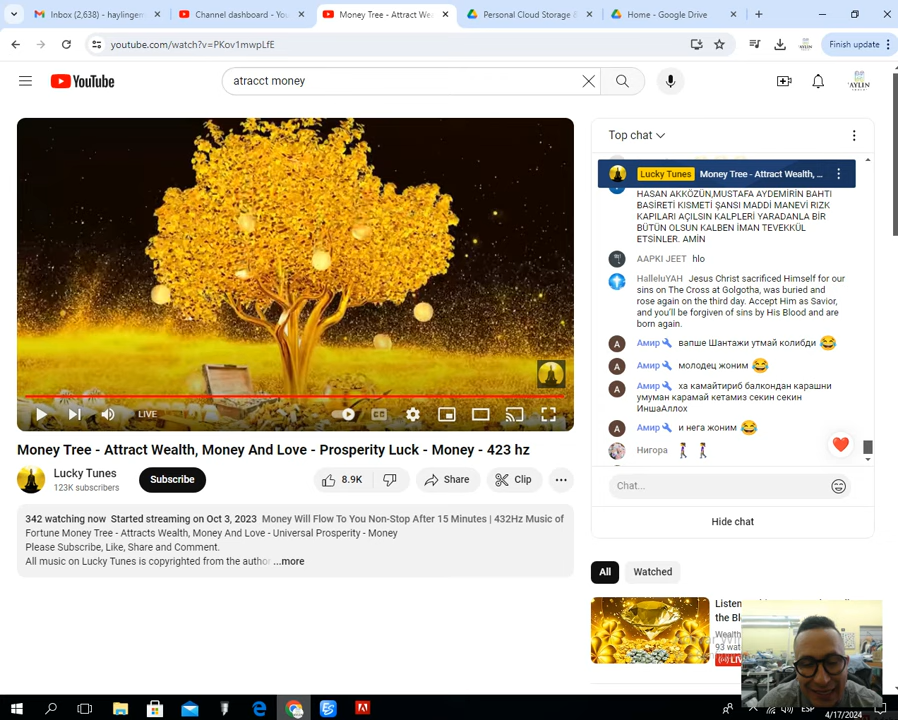 Inbox (2,638) - haylingem
Channel dashboard - You
Money Tree - Attract Wea
Personal Cloud Storage &
Home - Google Drive
youtube.com/watch?v=PKov1mwpLfE
Finish update
YouTube
atracct money
AYLIN
Top chat
Lucky Tunes Money Tree - Attract Wealth, ...
HASAN AKKÖZÜN,MUSTAFA AYDEMİRİN BAHTI
BASİRETİ KISMETİ ŞANSI MADDİ MANEVİ RIZK
KAPILARI AÇILSIN KALPLERİ YARADANLA BİR
BÜTÜN OLSUN KALBEN İMAN TEVEKKÜL
ETSİNLER. AMİN
AAPKI JEET hlo
HalleluYAH Jesus Christ sacrificed Himself for our
sins on The Cross at Golgotha, was buried and
rose again on the third day. Accept Him as Savior,
and you'll be forgiven of sins by His Blood and are
born again.
Амир вапше Шантажи утмай колибди 😂
Амир молодец жоним 😂
Амир ха камайтириб балкондан карашни
умуман карамай кетамиз секин секин
ИншаАллох
Амир и нега жоним 😂
Нигора
Chat...
Hide chat
LIVE
Money Tree - Attract Wealth, Money And Love - Prosperity Luck - Money - 423 hz
Lucky Tunes
123K subscribers
Subscribe
8.9K
Share
Clip
342 watching now Started streaming on Oct 3, 2023 Money Will Flow To You Non-Stop After 15 Minutes | 432Hz Music of
Fortune Money Tree - Attracts Wealth, Money And Love - Universal Prosperity - Money
Please Subscribe, Like, Share and Comment.
All music on Lucky Tunes is copyrighted from the author ...more
All
Watched
Listen
the Bl
Wealth
93 wat
LIV
ESP
4/17/2024